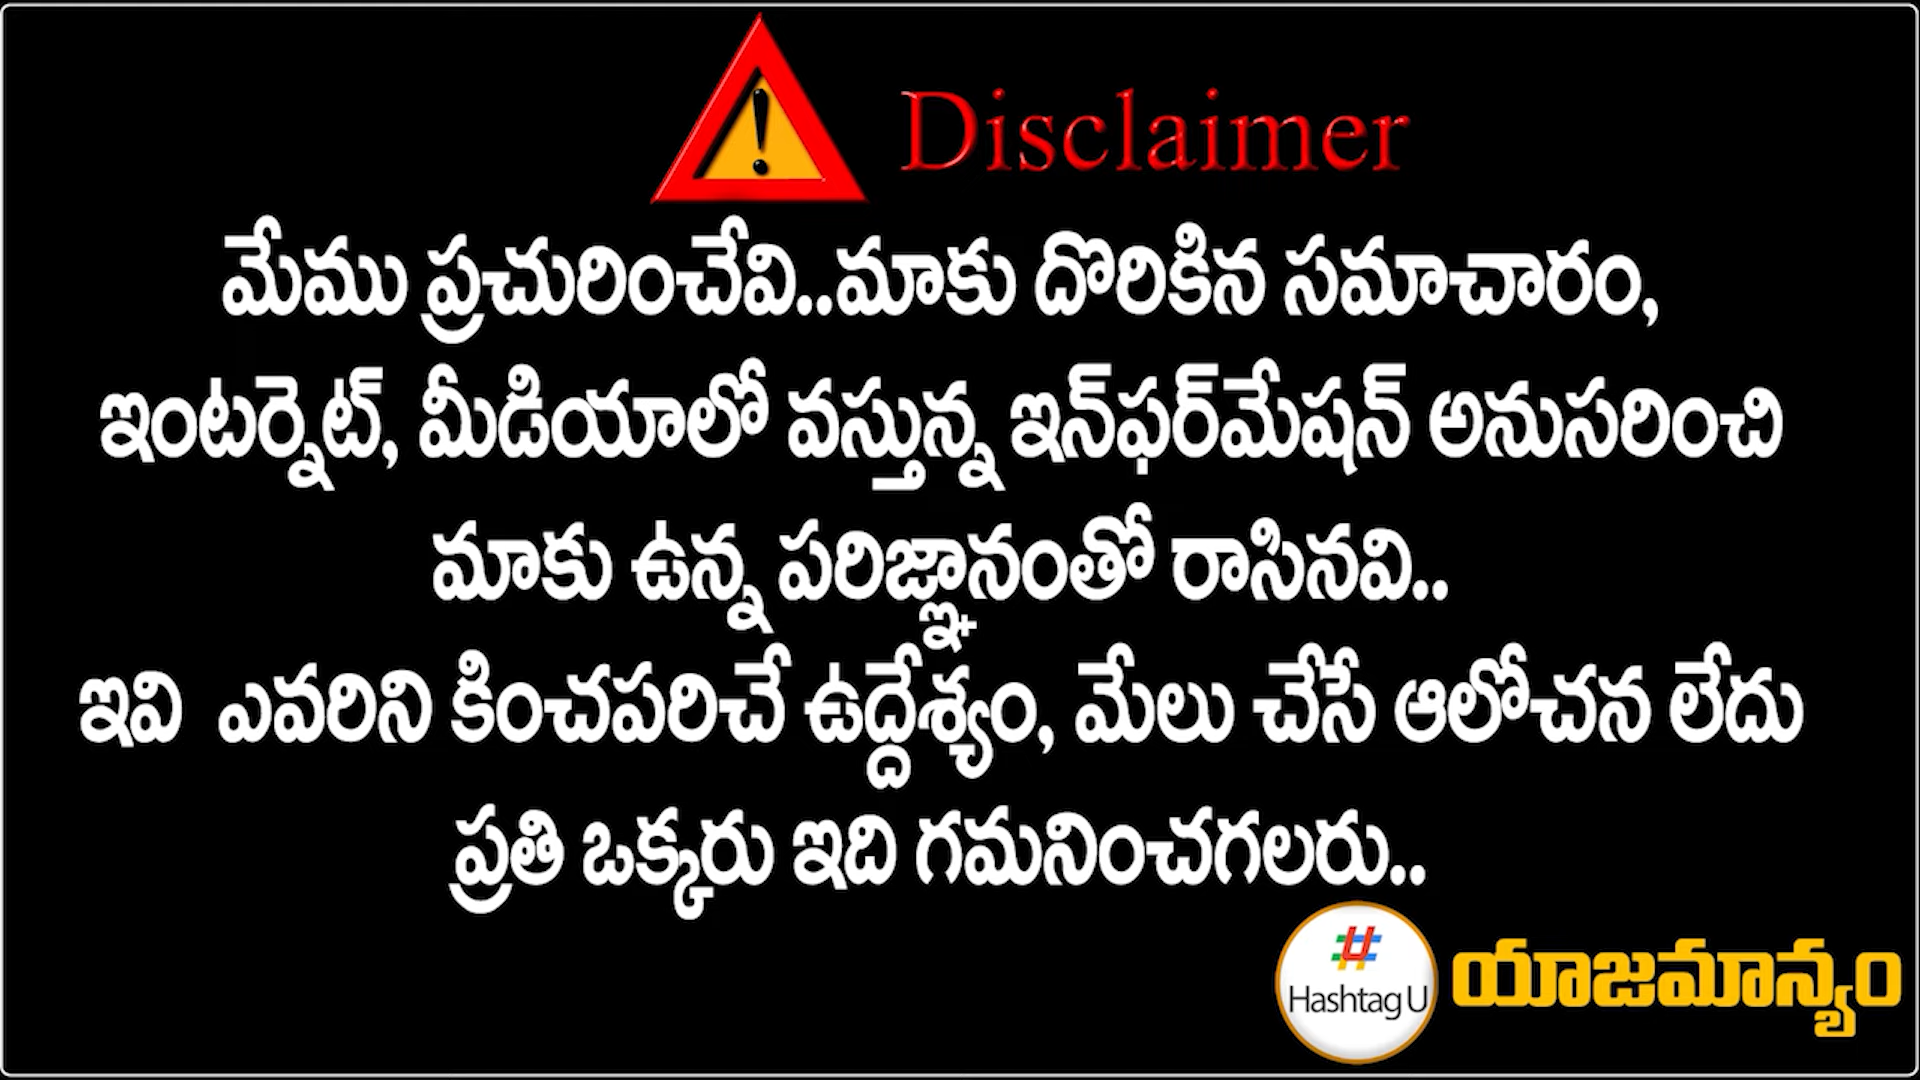 Disclaimer
మేము ప్రచురించేవి..మాకు దొరికిన సమాచారం,
ఇంటర్నెట్, మీడియాలో వస్తున్న ఇన్‌ఫర్‌మేషన్ అనుసరించి
మాకు ఉన్న పరిజ్ఞానంతో రాసినవి..
ఇవి ఎవరిని కించపరిచే ఉద్దేశ్యం, మేలు చేసే ఆలోచన లేదు
ప్రతి ఒక్కరు ఇది గమనించగలరు..
Hashtag U
యాజమాన్యం